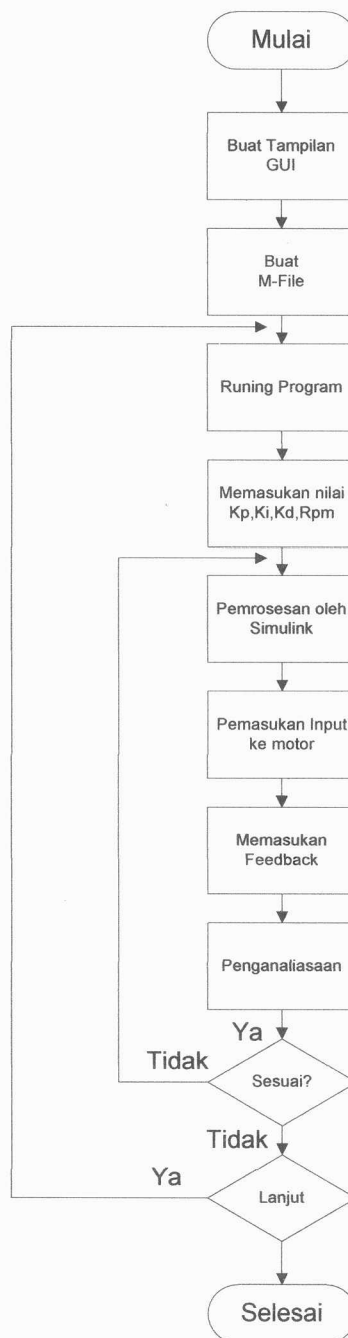 Mulai
Buat Tampilan
GUI
Buat
M-File
Runing Program
Memasukan nilai
Kp,Ki,Kd,Rpm
Pemrosesan oleh
Simulink
Pemasukan Input
ke motor
Memasukan
Feedback
Penganaliasaan
Ya
Tidak
Sesuai?
Tidak
Ya
Lanjut
Selesai